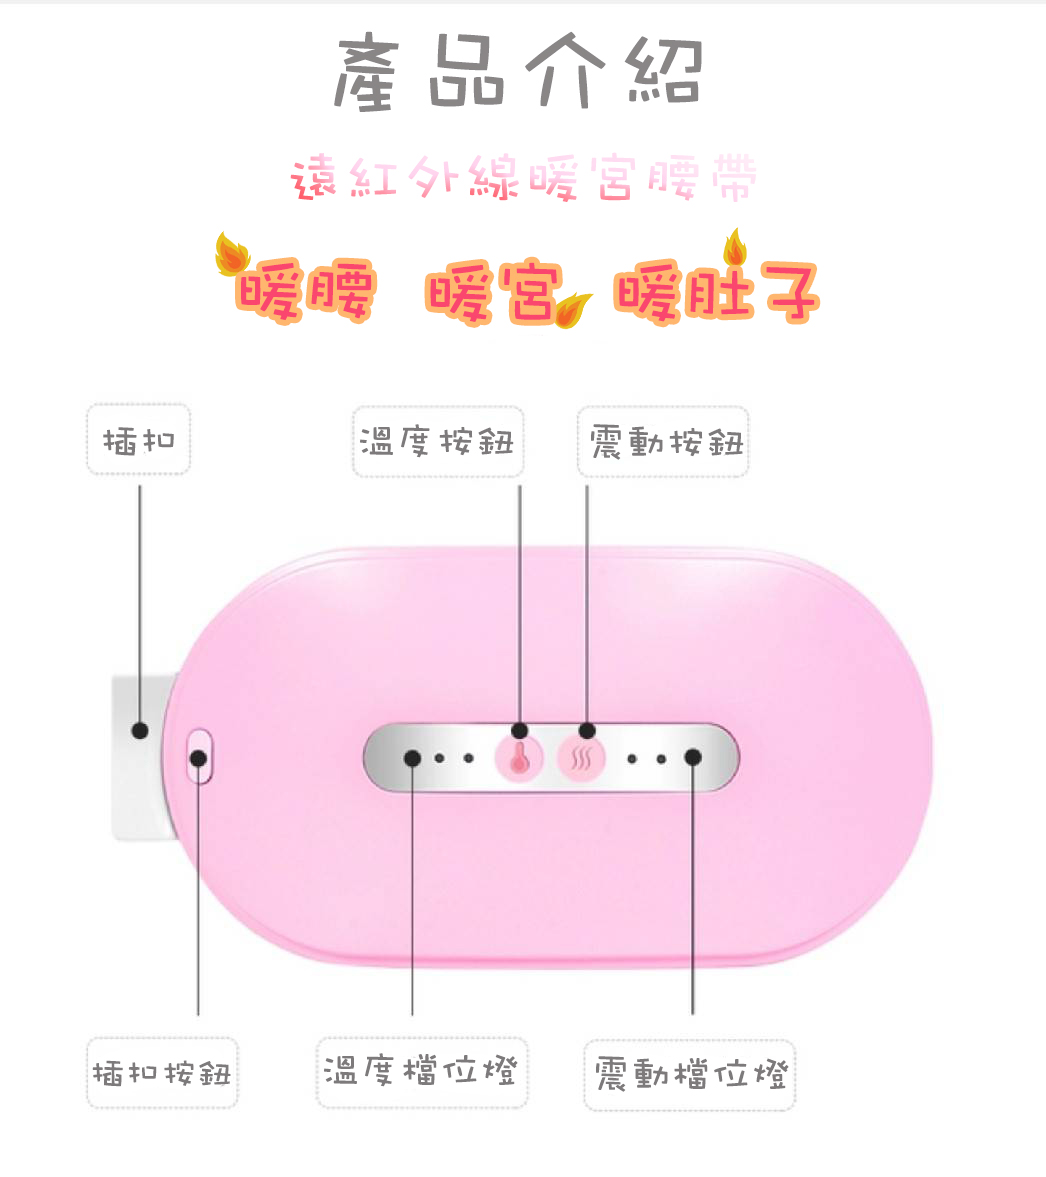 產品介紹
遠紅外線暖宮腰帶
暖腰 暖宮 暖肚子
插扣
溫度按鈕
震動按鈕
插扣按鈕
溫度檔位燈
震動檔位燈